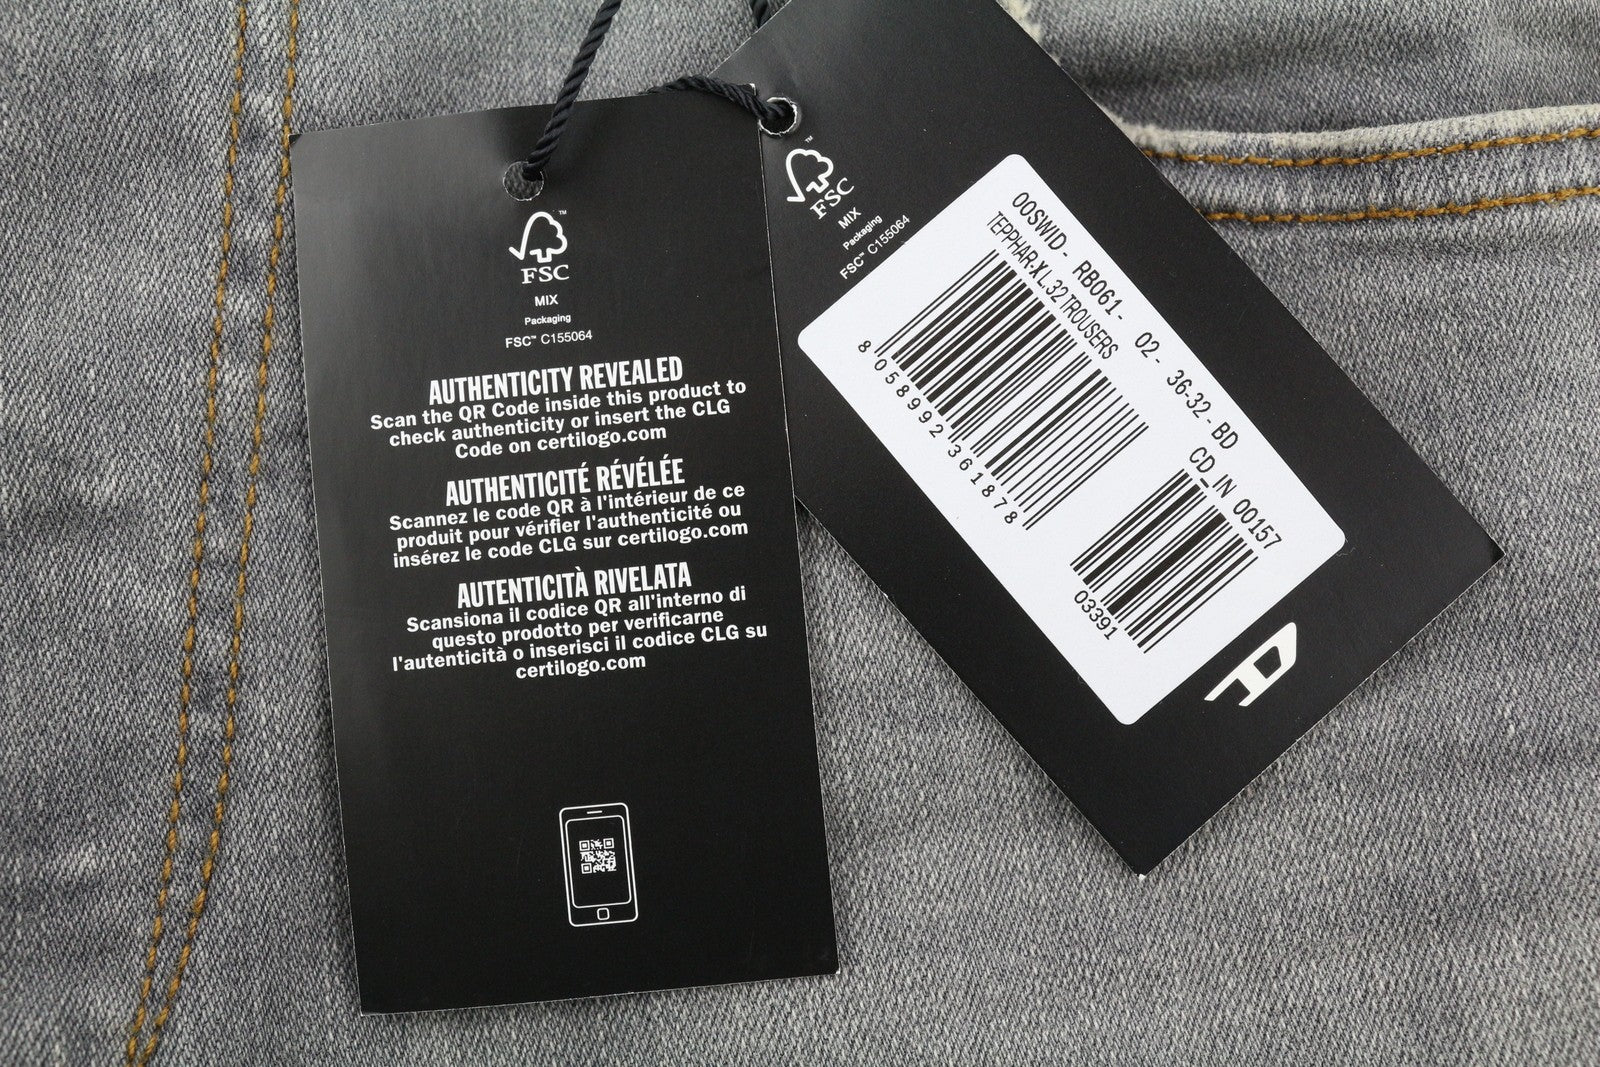 FSC
MIX
Packaging
FSC™ C155064
AUTHENTICITY REVEALED
Scan the QR Code inside this product to
check authenticity or insert the CLG
Code on certilogo.com
AUTHENTICITÉ RÉVÉLÉE
Scannez le code QR à l'intérieur de ce
produit pour vérifier l'authenticité ou
insérez le code CLG sur certilogo.com
AUTENTICITÀ RIVELATA
Scansiona il codice QR all'interno di
questo prodotto per verificarne
l'autenticità o inserisci il codice CLG su
certilogo.com
FSC
MIX
Packaging
FSC™ C155064
00SWID- RB061- 02 - 36-32 - BD
TEPPHAR-X L.32 TROUSERS
8058992361878
CD_IN 00157
03391
D